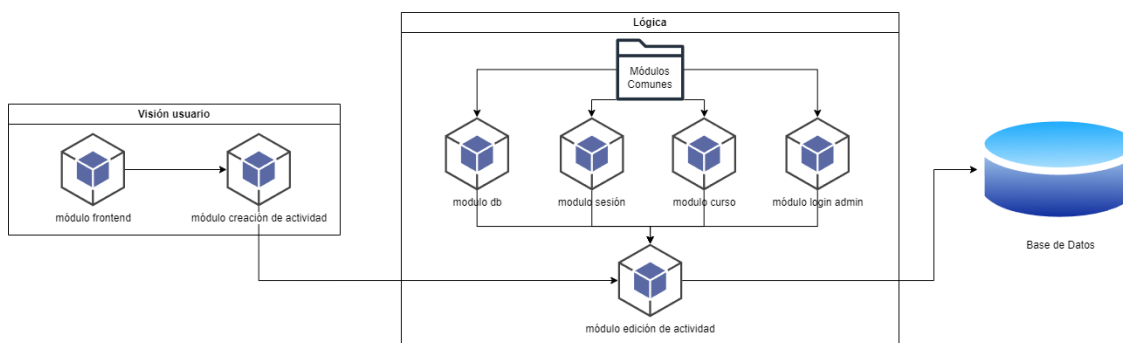 Lógica
Módulos
Comunes
Visión usuario
modulo db
modulo sesión
modulo curso
módulo login admin
módulo frontend
módulo creación de actividad
Base de Datos
módulo edición de actividad